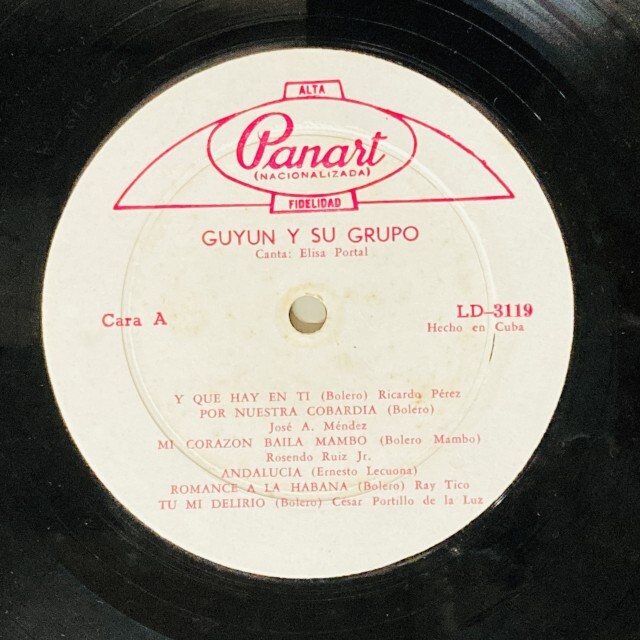 ALTA
Panart
(NACIONALIZADA)
FIDELIDAD
GUYUN Y SU GRUPO
Canta: Elisa Portal
Cara A
LD-3119
Hecho en Cuba
Y QUE HAY EN TI (Bolero) Ricardo Pérez
POR NUESTRA COBARDIA (Bolero)
José A. Méndez
MI CORAZON BAILA MAMBO (Bolero Mambo)
Rosendo Ruiz Jr.
ANDALUCIA (Ernesto Lecuona)
ROMANCE A LA HABANA (Bolero) Ray Tico
TU MI DELIRIO (Bolero) César Portillo de la Luz